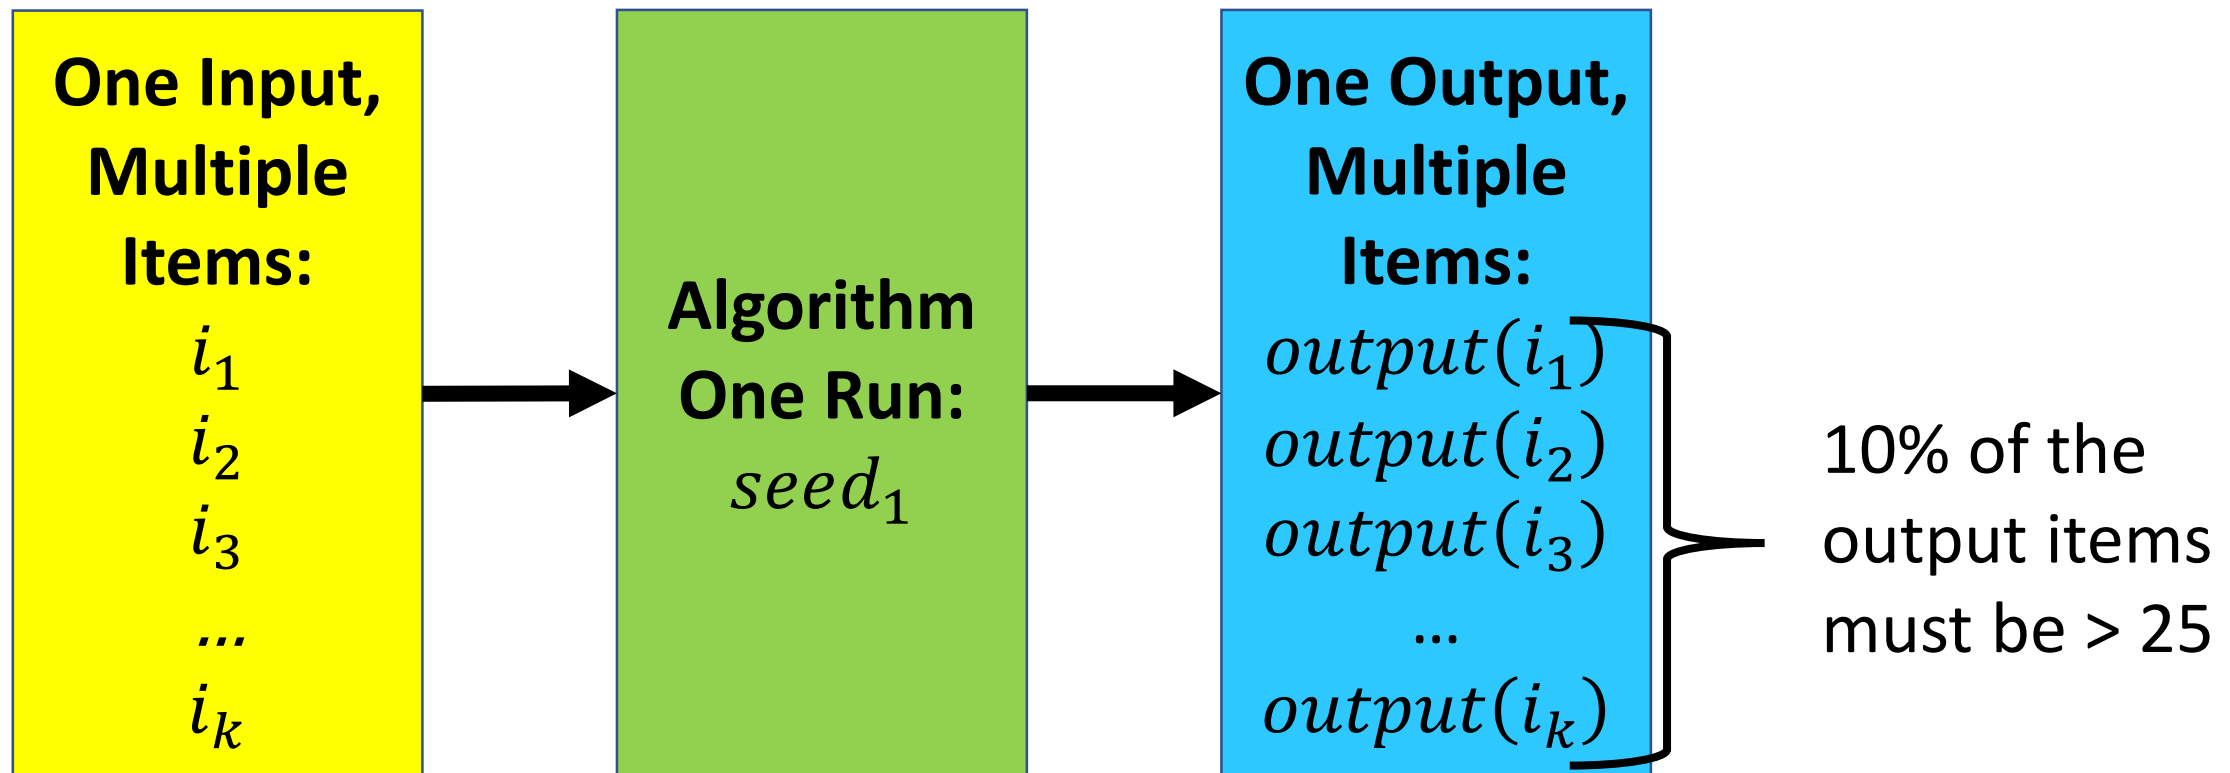 One Input,
Multiple
Items:
i₁
i₂
i₃
...
iₖ
Algorithm
One Run:
seed₁
One Output,
Multiple
Items:
output(i₁)
output(i₂)
output(i₃)
...
output(iₖ)
10% of the
output items
must be > 25